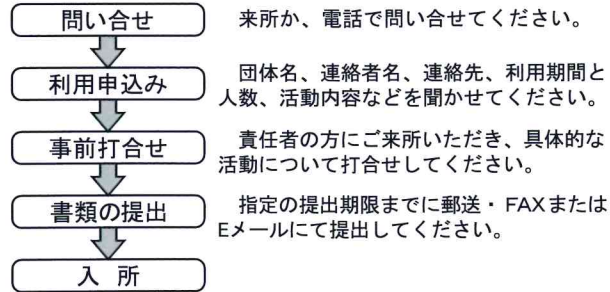 問い合せ
来所か、電話で問い合せてください。
利用申込み
団体名、連絡者名、連絡先、利用期間と
人数、活動内容などを聞かせてください。
事前打合せ
責任者の方にご来所いただき、具体的な
活動について打合せしてください。
書類の提出
指定の提出期限までに郵送・FAXまたは
Eメールにて提出してください。
入 所